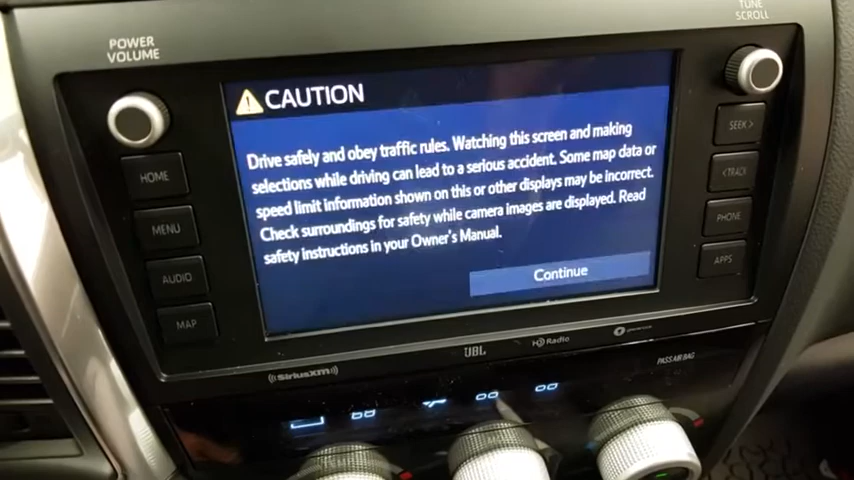 POWER
VOLUME
TUNE
SCROLL
CAUTION
Drive safely and obey traffic rules. Watching this screen and making
selections while driving can lead to a serious accident. Some map data or
speed limit information shown on this or other displays may be incorrect.
Check surroundings for safety while camera images are displayed. Read
safety instructions in your Owner's Manual.
Continue
HOME
MENU
AUDIO
MAP
SEEK >
< TRACK
PHONE
APPS
SiriusXM
JBL
HD Radio
PASS AIR BAG